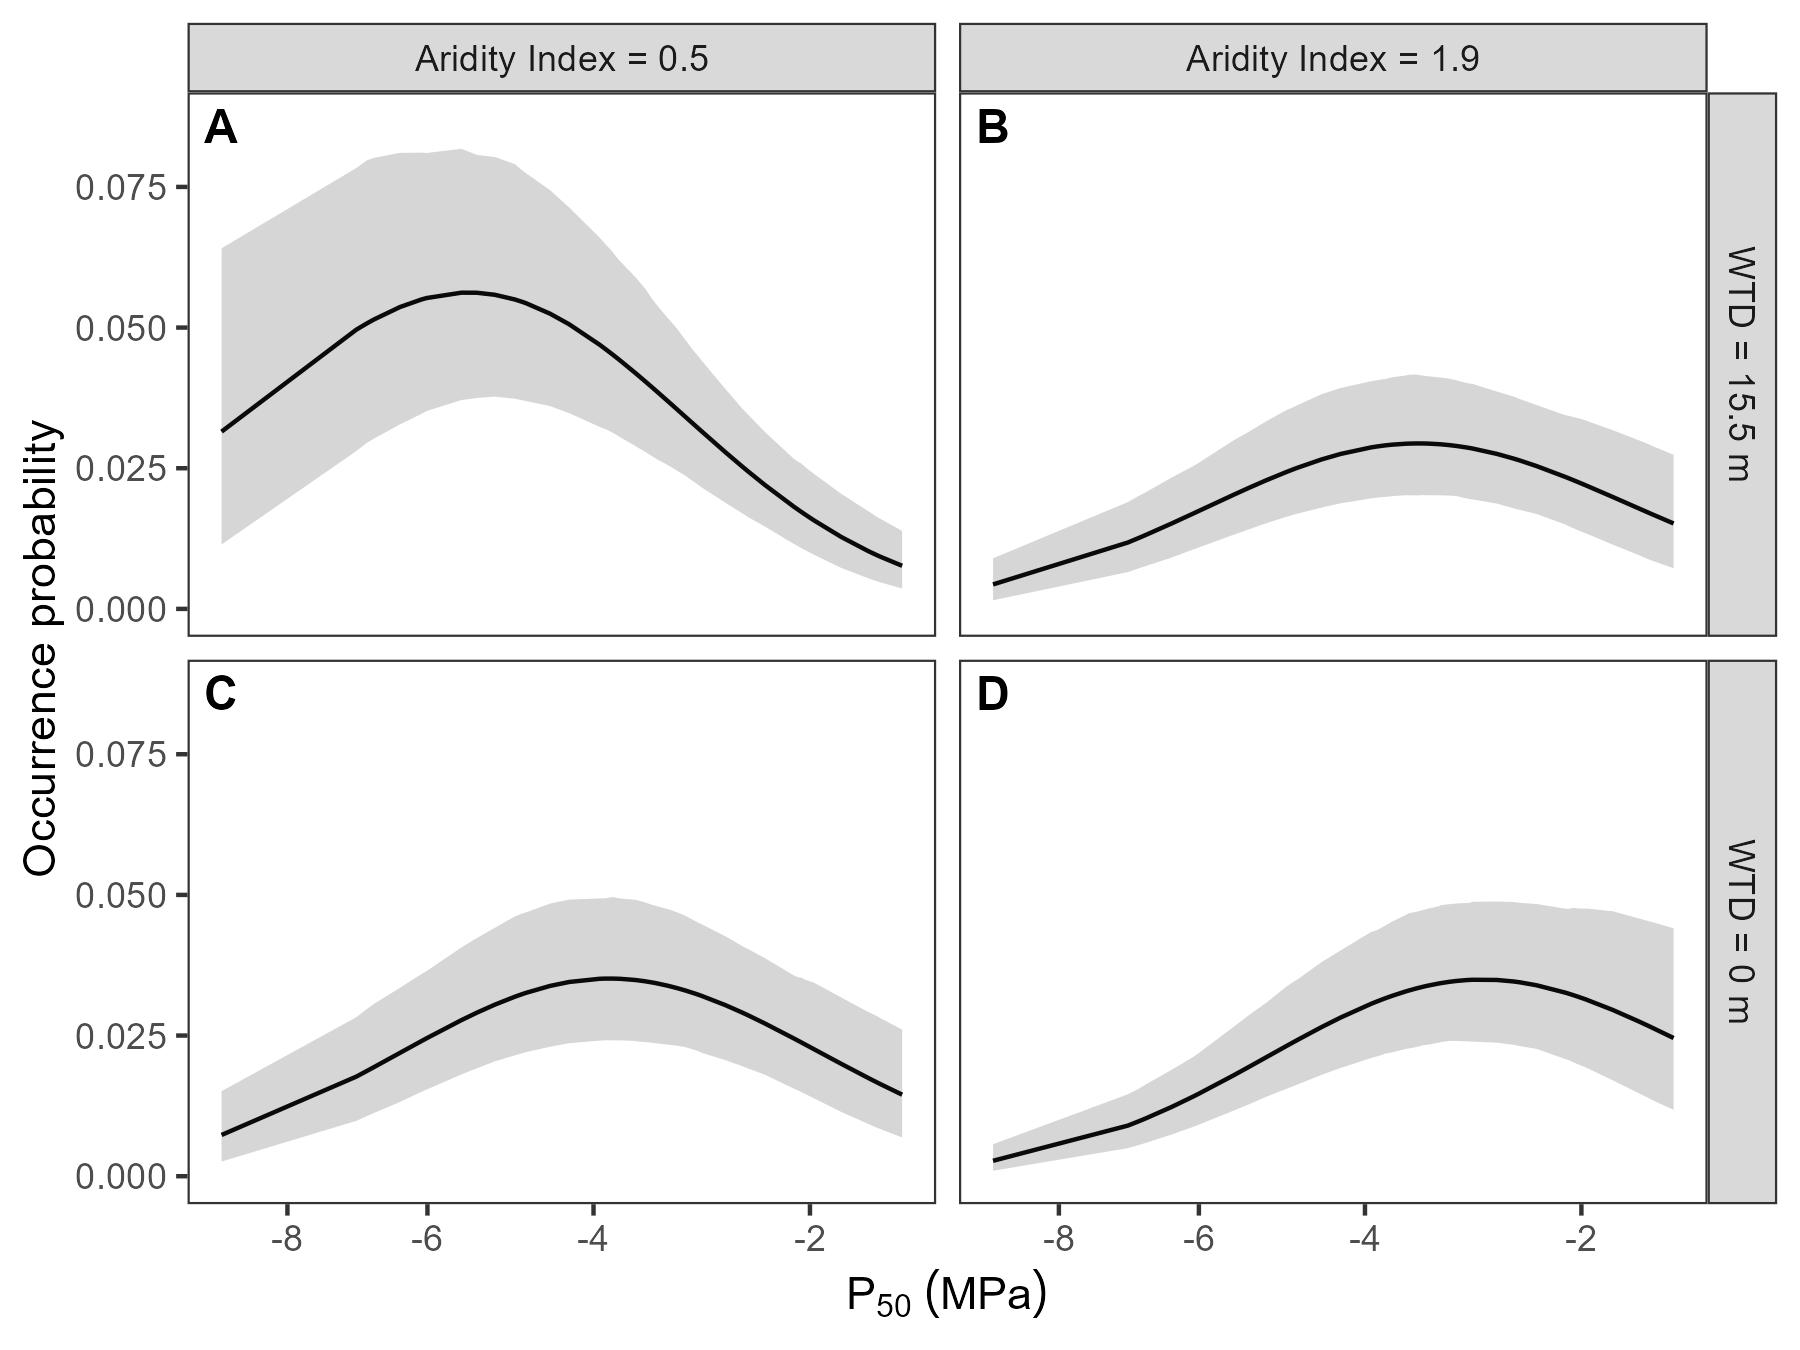 Aridity Index = 0.5
Aridity Index = 1.9
A
B
0.075
0.050
0.025
0.000
WTD = 15.5 m
C
D
0.075
0.050
0.025
0.000
WTD = 0 m
Occurrence probability
-8 -6 -4 -2
-8 -6 -4 -2
P50 (MPa)